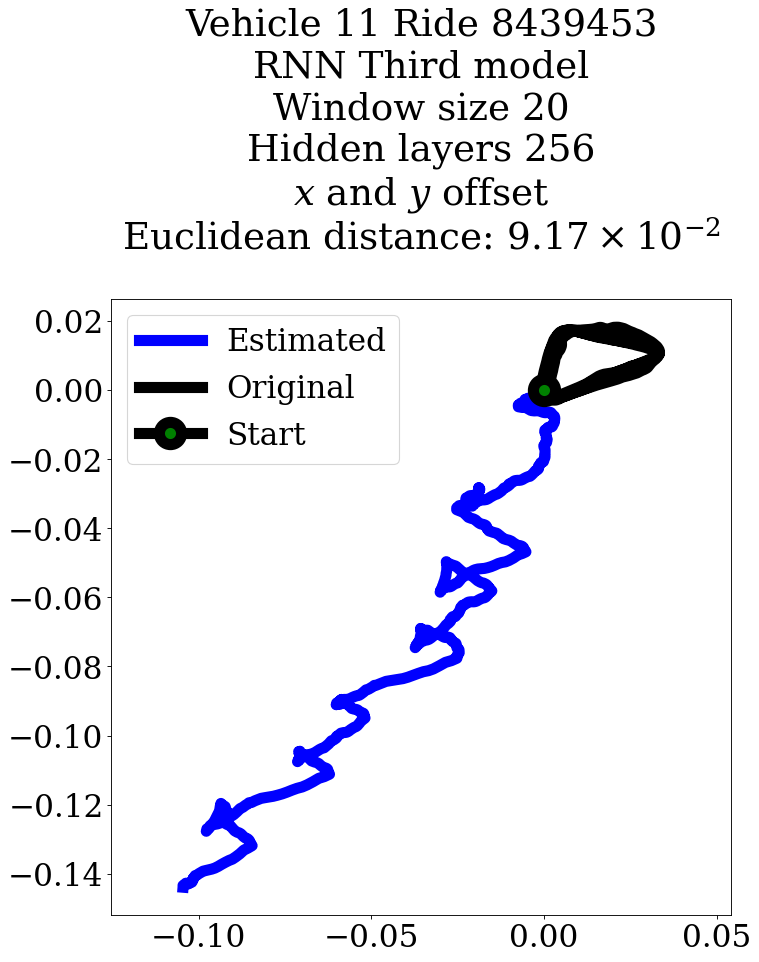 Vehicle 11 Ride 8439453
RNN Third model
Window size 20
Hidden layers 256
x and y offset
Euclidean distance: 9.17 × 10⁻²
Estimated
Original
Start
0.02
0.00
−0.02
−0.04
−0.06
−0.08
−0.10
−0.12
−0.14
−0.10 −0.05 0.00 0.05